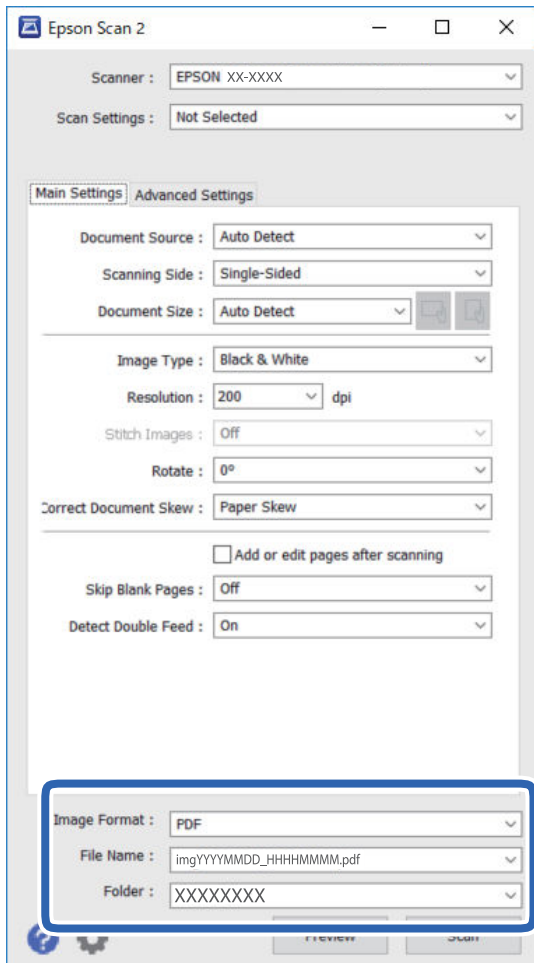 Epson Scan 2
Scanner : EPSON XX-XXXX
Scan Settings : Not Selected
Main Settings Advanced Settings
Document Source : Auto Detect
Scanning Side : Single-Sided
Document Size : Auto Detect
Image Type : Black & White
Resolution : 200 dpi
Stitch Images : Off
Rotate : 0º
Correct Document Skew : Paper Skew
Add or edit pages after scanning
Skip Blank Pages : Off
Detect Double Feed : On
Image Format : PDF
File Name : imgYYYYMMDD_HHHHMMMM.pdf
Folder : XXXXXXXX
? Preview Scan